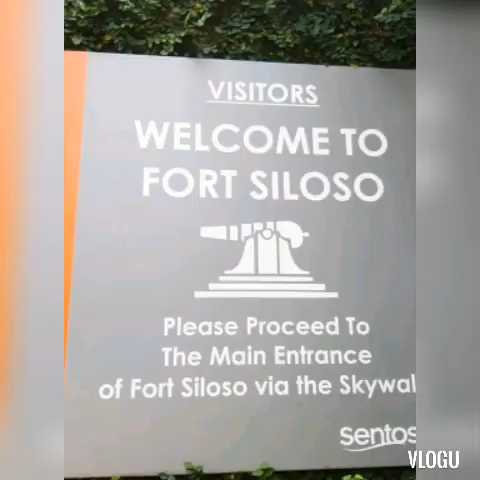 VISITORS
WELCOME TO
FORT SILOSO
Please Proceed To
The Main Entrance
of Fort Siloso via the Skywal
sentos
VLOGU